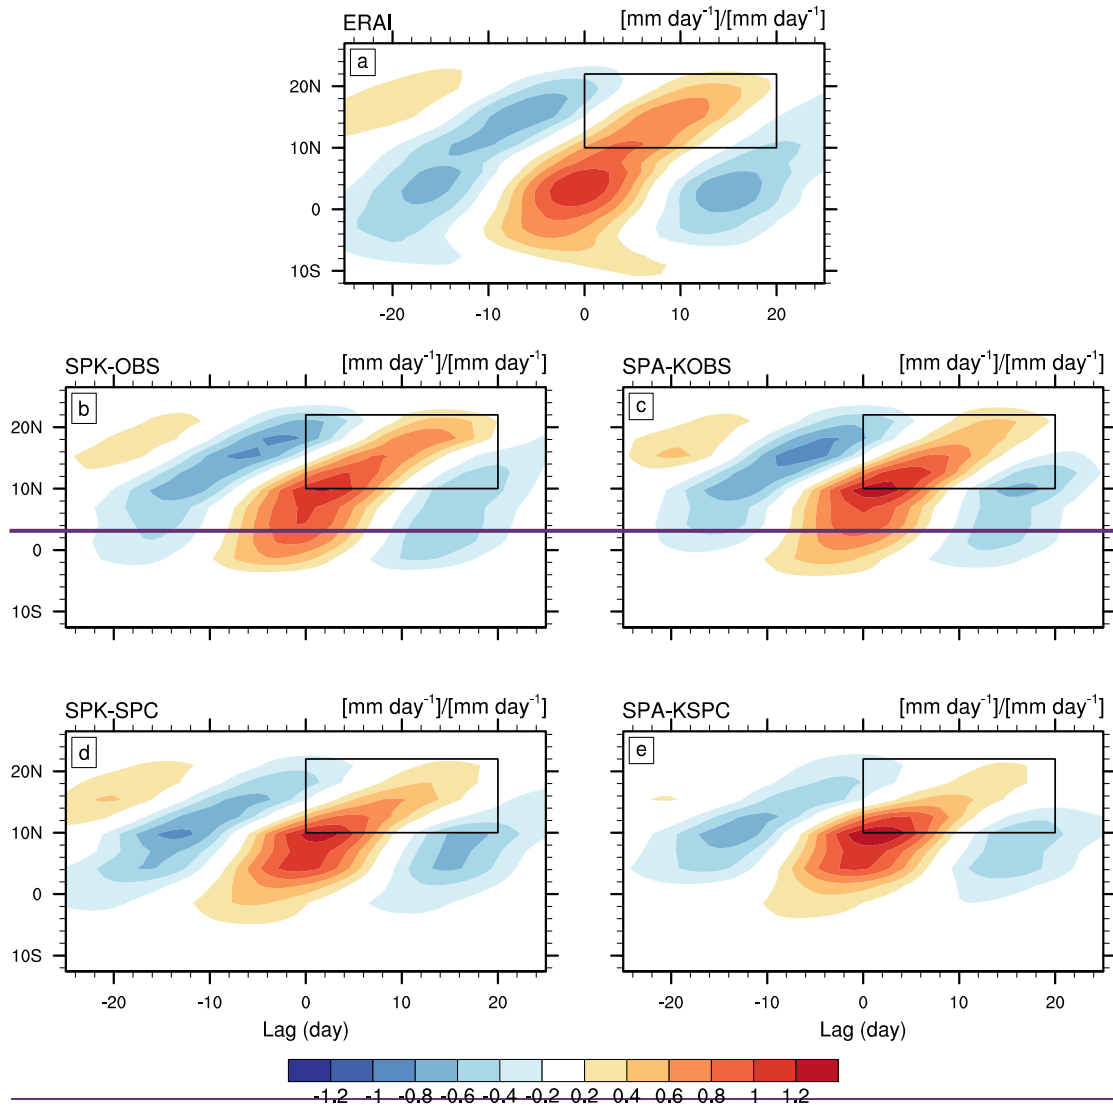 ERAI [mm day-1]/[mm day-1]
a
20N
10N
0
10S
-20 -10 0 10 20
SPK-OBS [mm day-1]/[mm day-1] SPA-KOBS [mm day-1]/[mm day-1]
b c
20N
10N
0
10S
SPK-SPC [mm day-1]/[mm day-1] SPA-KSPC [mm day-1]/[mm day-1]
d e
20N
10N
0
10S
-20 -10 0 10 20 -20 -10 0 10 20
Lag (day) Lag (day)
-1.2 -1 -0.8 -0.6 -0.4 -0.2 0.2 0.4 0.6 0.8 1 1.2